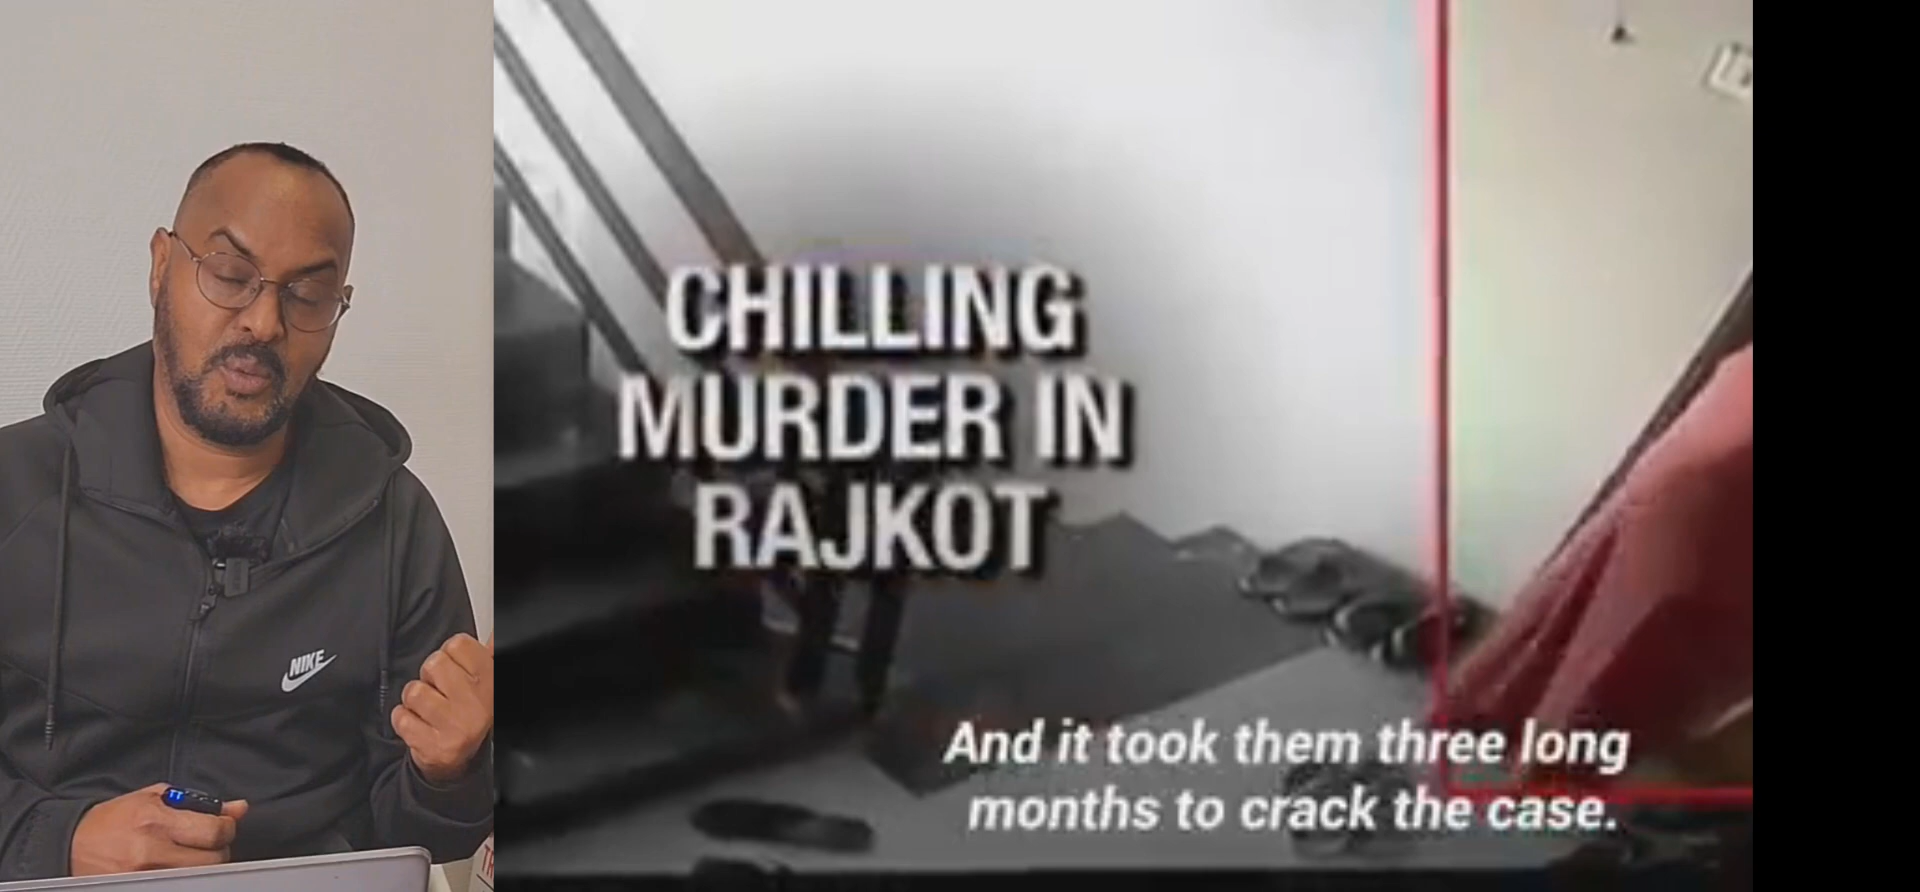 CHILLING
MURDER IN
RAJKOT
And it took them three long
months to crack the case.
NIKE